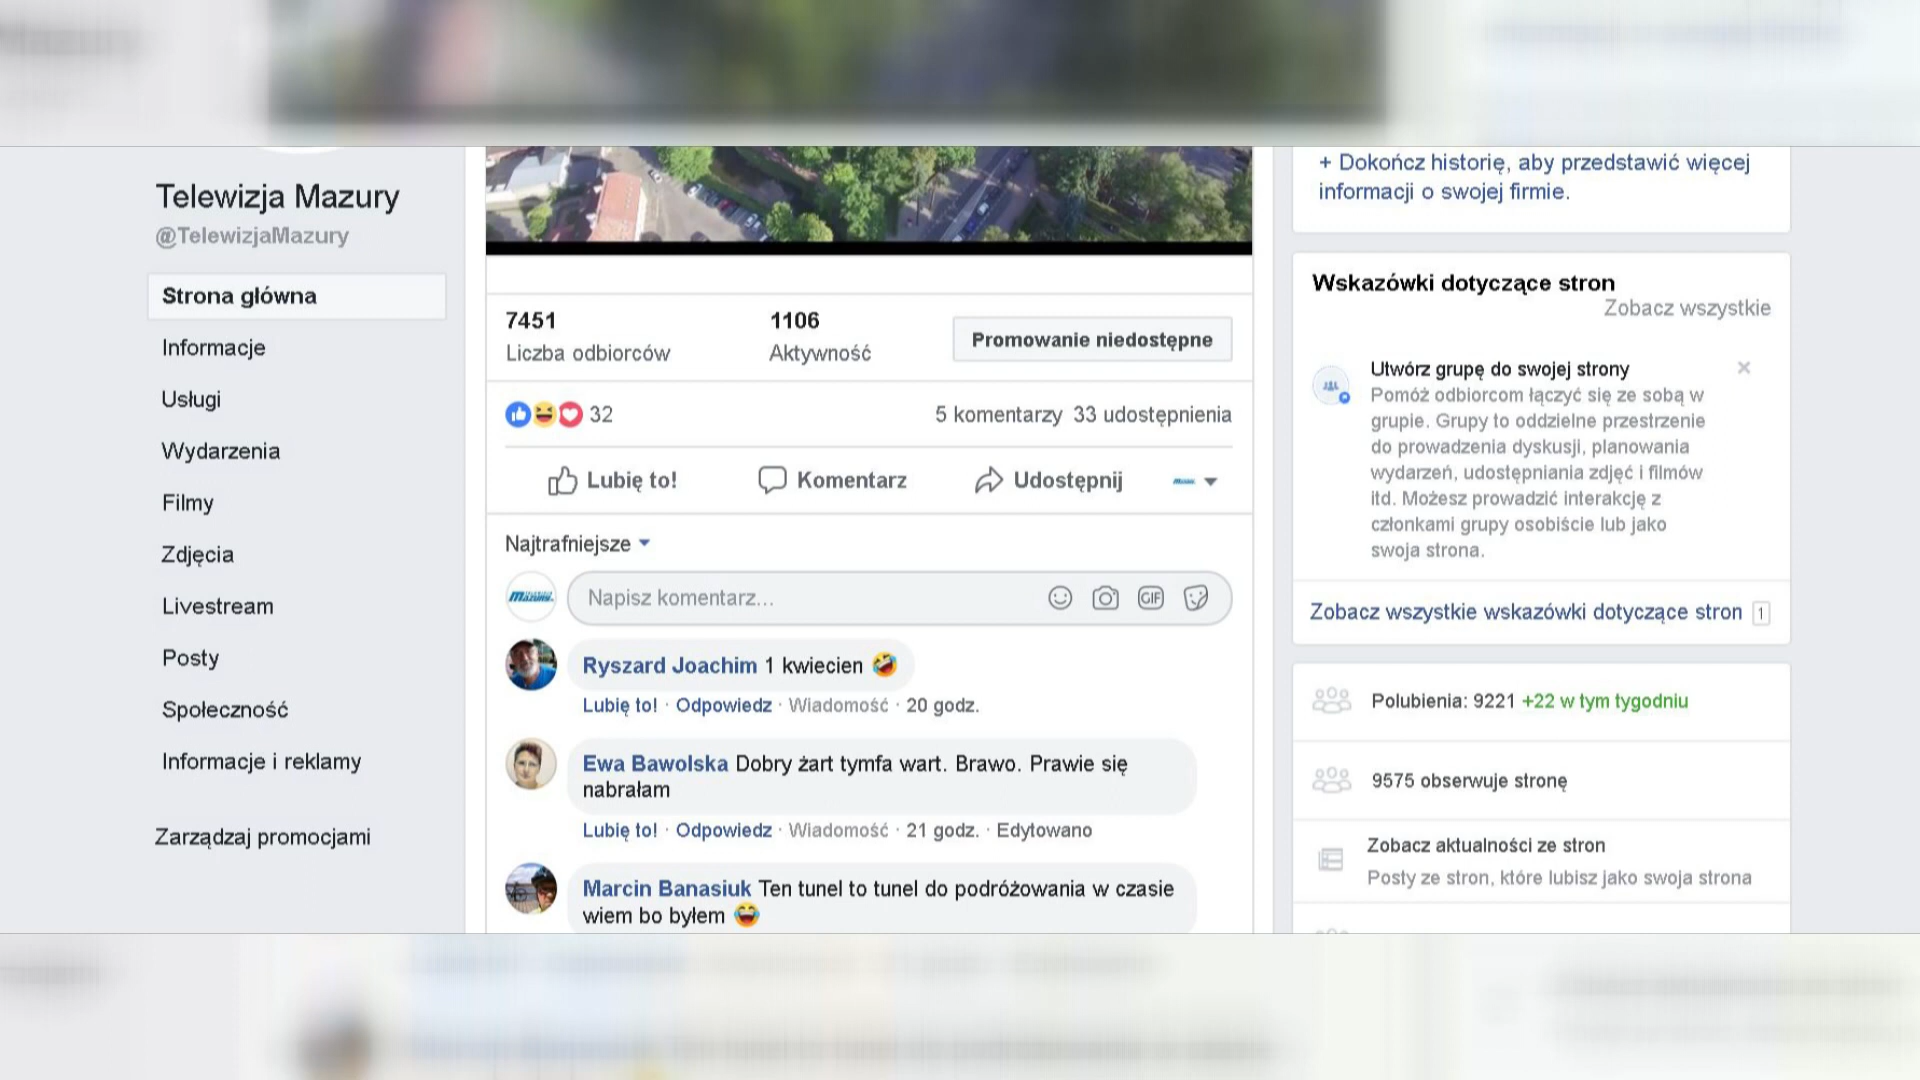 Telewizja Mazury
@TelewizjaMazury
Strona główna
Informacje
Usługi
Wydarzenia
Filmy
Zdjęcia
Livestream
Posty
Społeczność
Informacje i reklamy
Zarządzaj promocjami
7451
Liczba odbiorców
1106
Aktywność
Promowanie niedostępne
32
5 komentarzy 33 udostępnienia
Lubię to!
Komentarz
Udostępnij
Najtrafniejsze
Napisz komentarz...
GIF
Ryszard Joachim 1 kwiecien 🤣
Lubię to! · Odpowiedz · Wiadomość · 20 godz.
Ewa Bawolska Dobry żart tymfa wart. Brawo. Prawie się
nabrałam
Lubię to! · Odpowiedz · Wiadomość · 21 godz. · Edytowano
Marcin Banasiuk Ten tunel to tunel do podróżowania w czasie
wiem bo byłem 😂
+ Dokończ historię, aby przedstawić więcej
informacji o swojej firmie.
Wskazówki dotyczące stron
Zobacz wszystkie
Utwórz grupę do swojej strony
Pomóż odbiorcom łączyć się ze sobą w
grupie. Grupy to oddzielne przestrzenie
do prowadzenia dyskusji, planowania
wydarzeń, udostępniania zdjęć i filmów
itd. Możesz prowadzić interakcję z
członkami grupy osobiście lub jako
swoja strona.
Zobacz wszystkie wskazówki dotyczące stron 1
Polubienia: 9221 +22 w tym tygodniu
9575 obserwuje stronę
Zobacz aktualności ze stron
Posty ze stron, które lubisz jako swoja strona